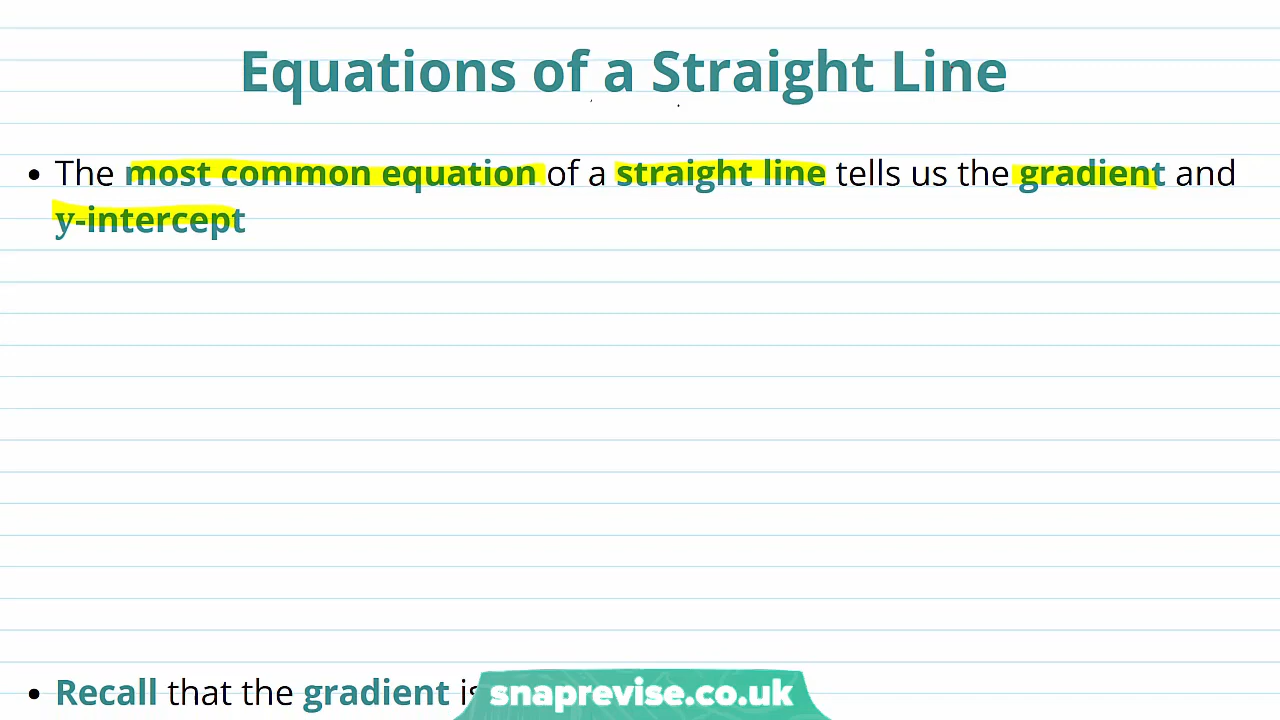 Equations of a Straight Line
• The most common equation of a straight line tells us the gradient and
y-intercept
• Recall that the gradient is
snaprevise.co.uk